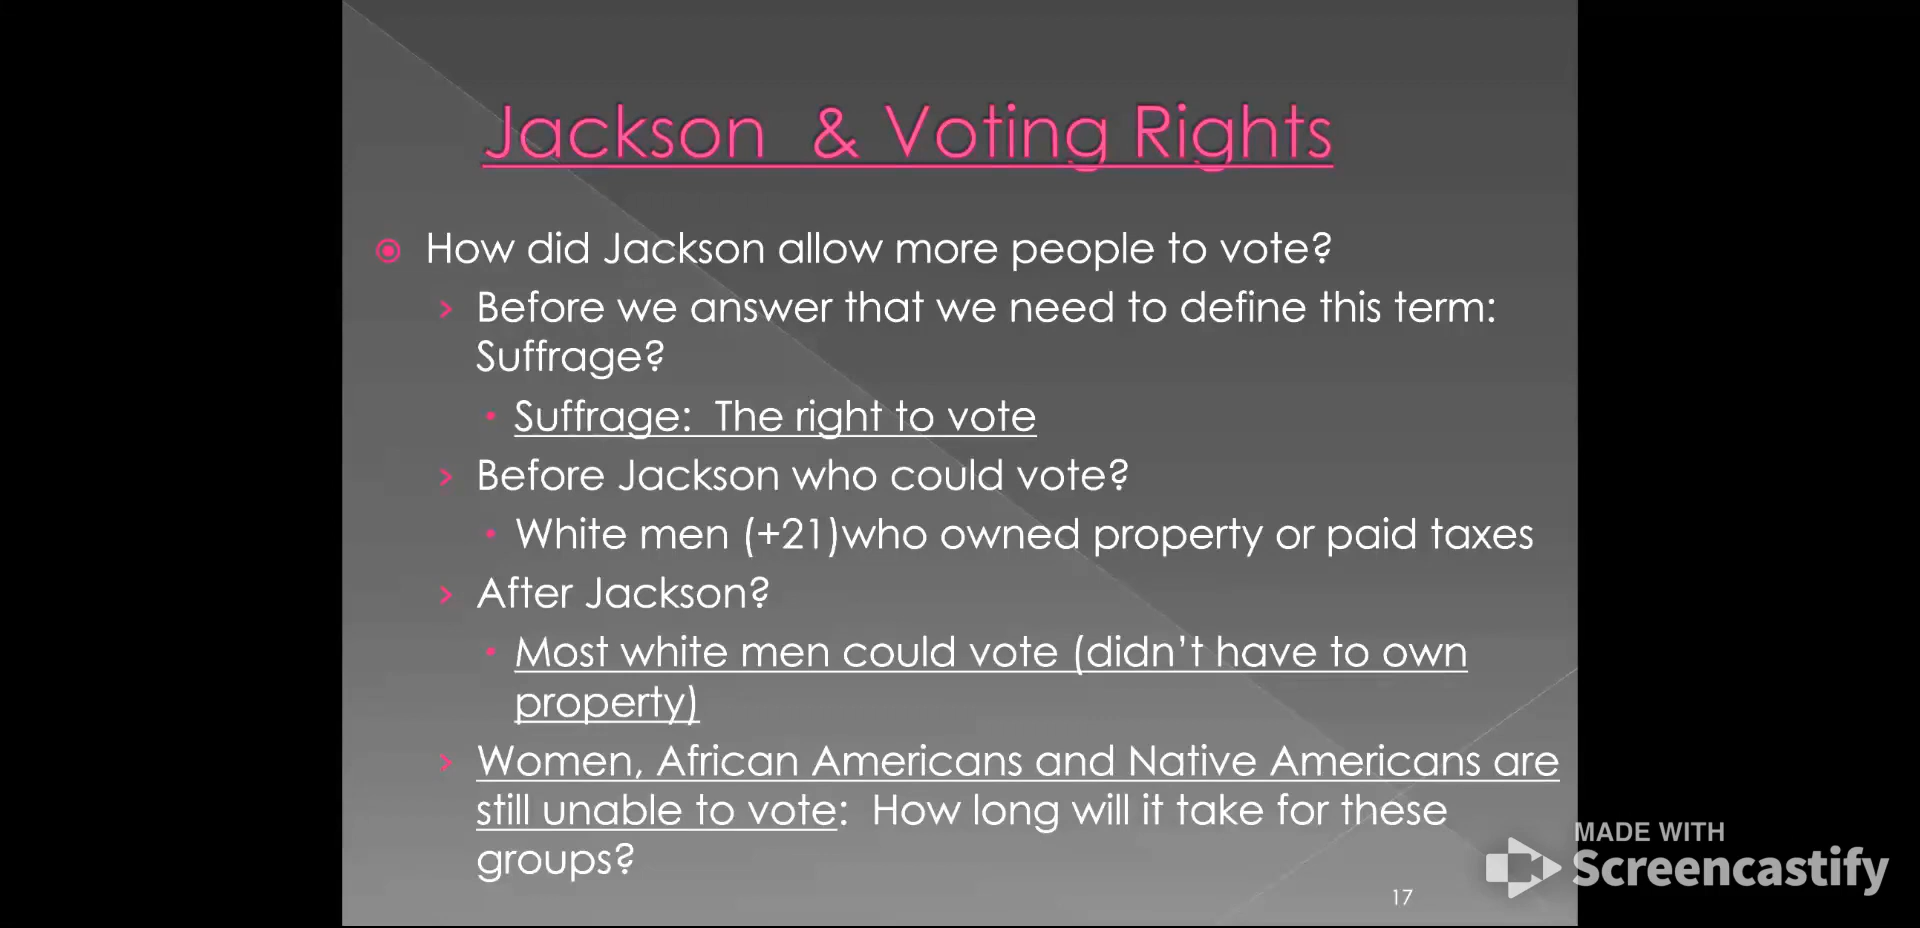 Jackson  & Voting Rights
How did Jackson allow more people to vote?
Before we answer that we need to define this term:
Suffrage?
Suffrage:  The right to vote
Before Jackson who could vote?
White men (+21)who owned property or paid taxes
After Jackson?
Most white men could vote (didn't have to own
property)
Women, African Americans and Native Americans are
still unable to vote:  How long will it take for these
groups?
17
MADE WITH
Screencastify